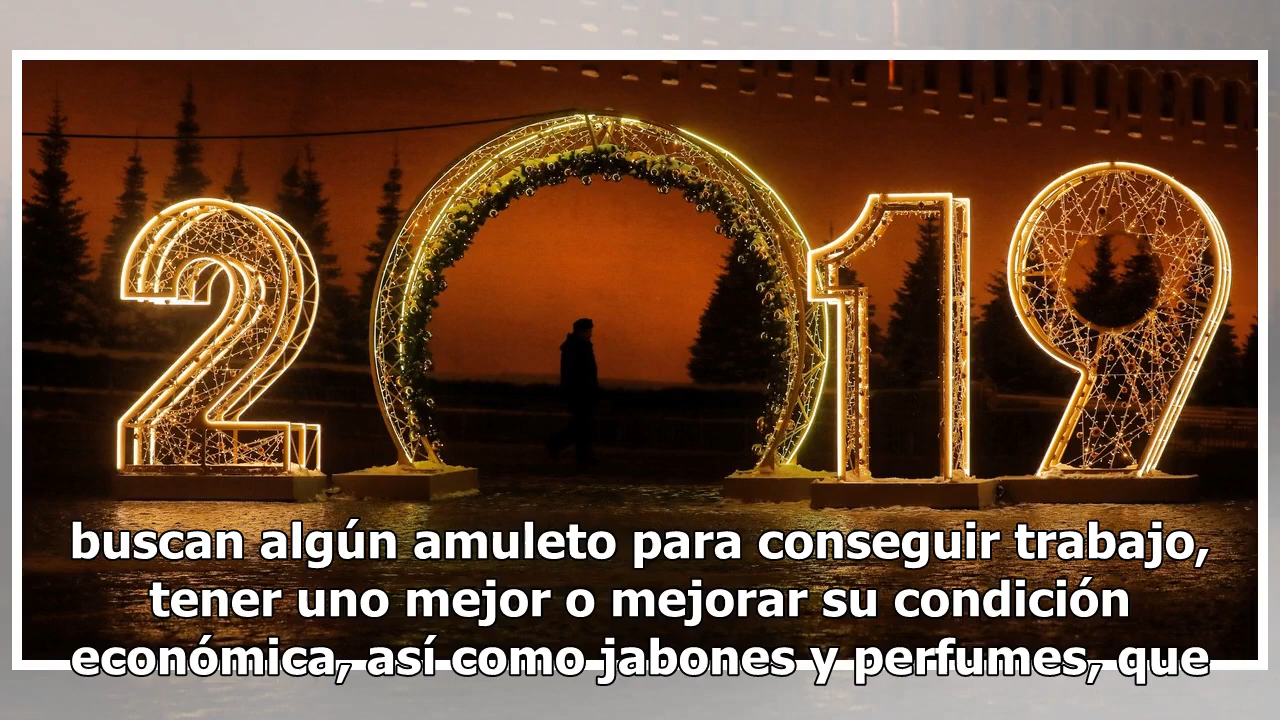 2019
buscan algún amuleto para conseguir trabajo,
tener uno mejor o mejorar su condición
económica, así como jabones y perfumes, que